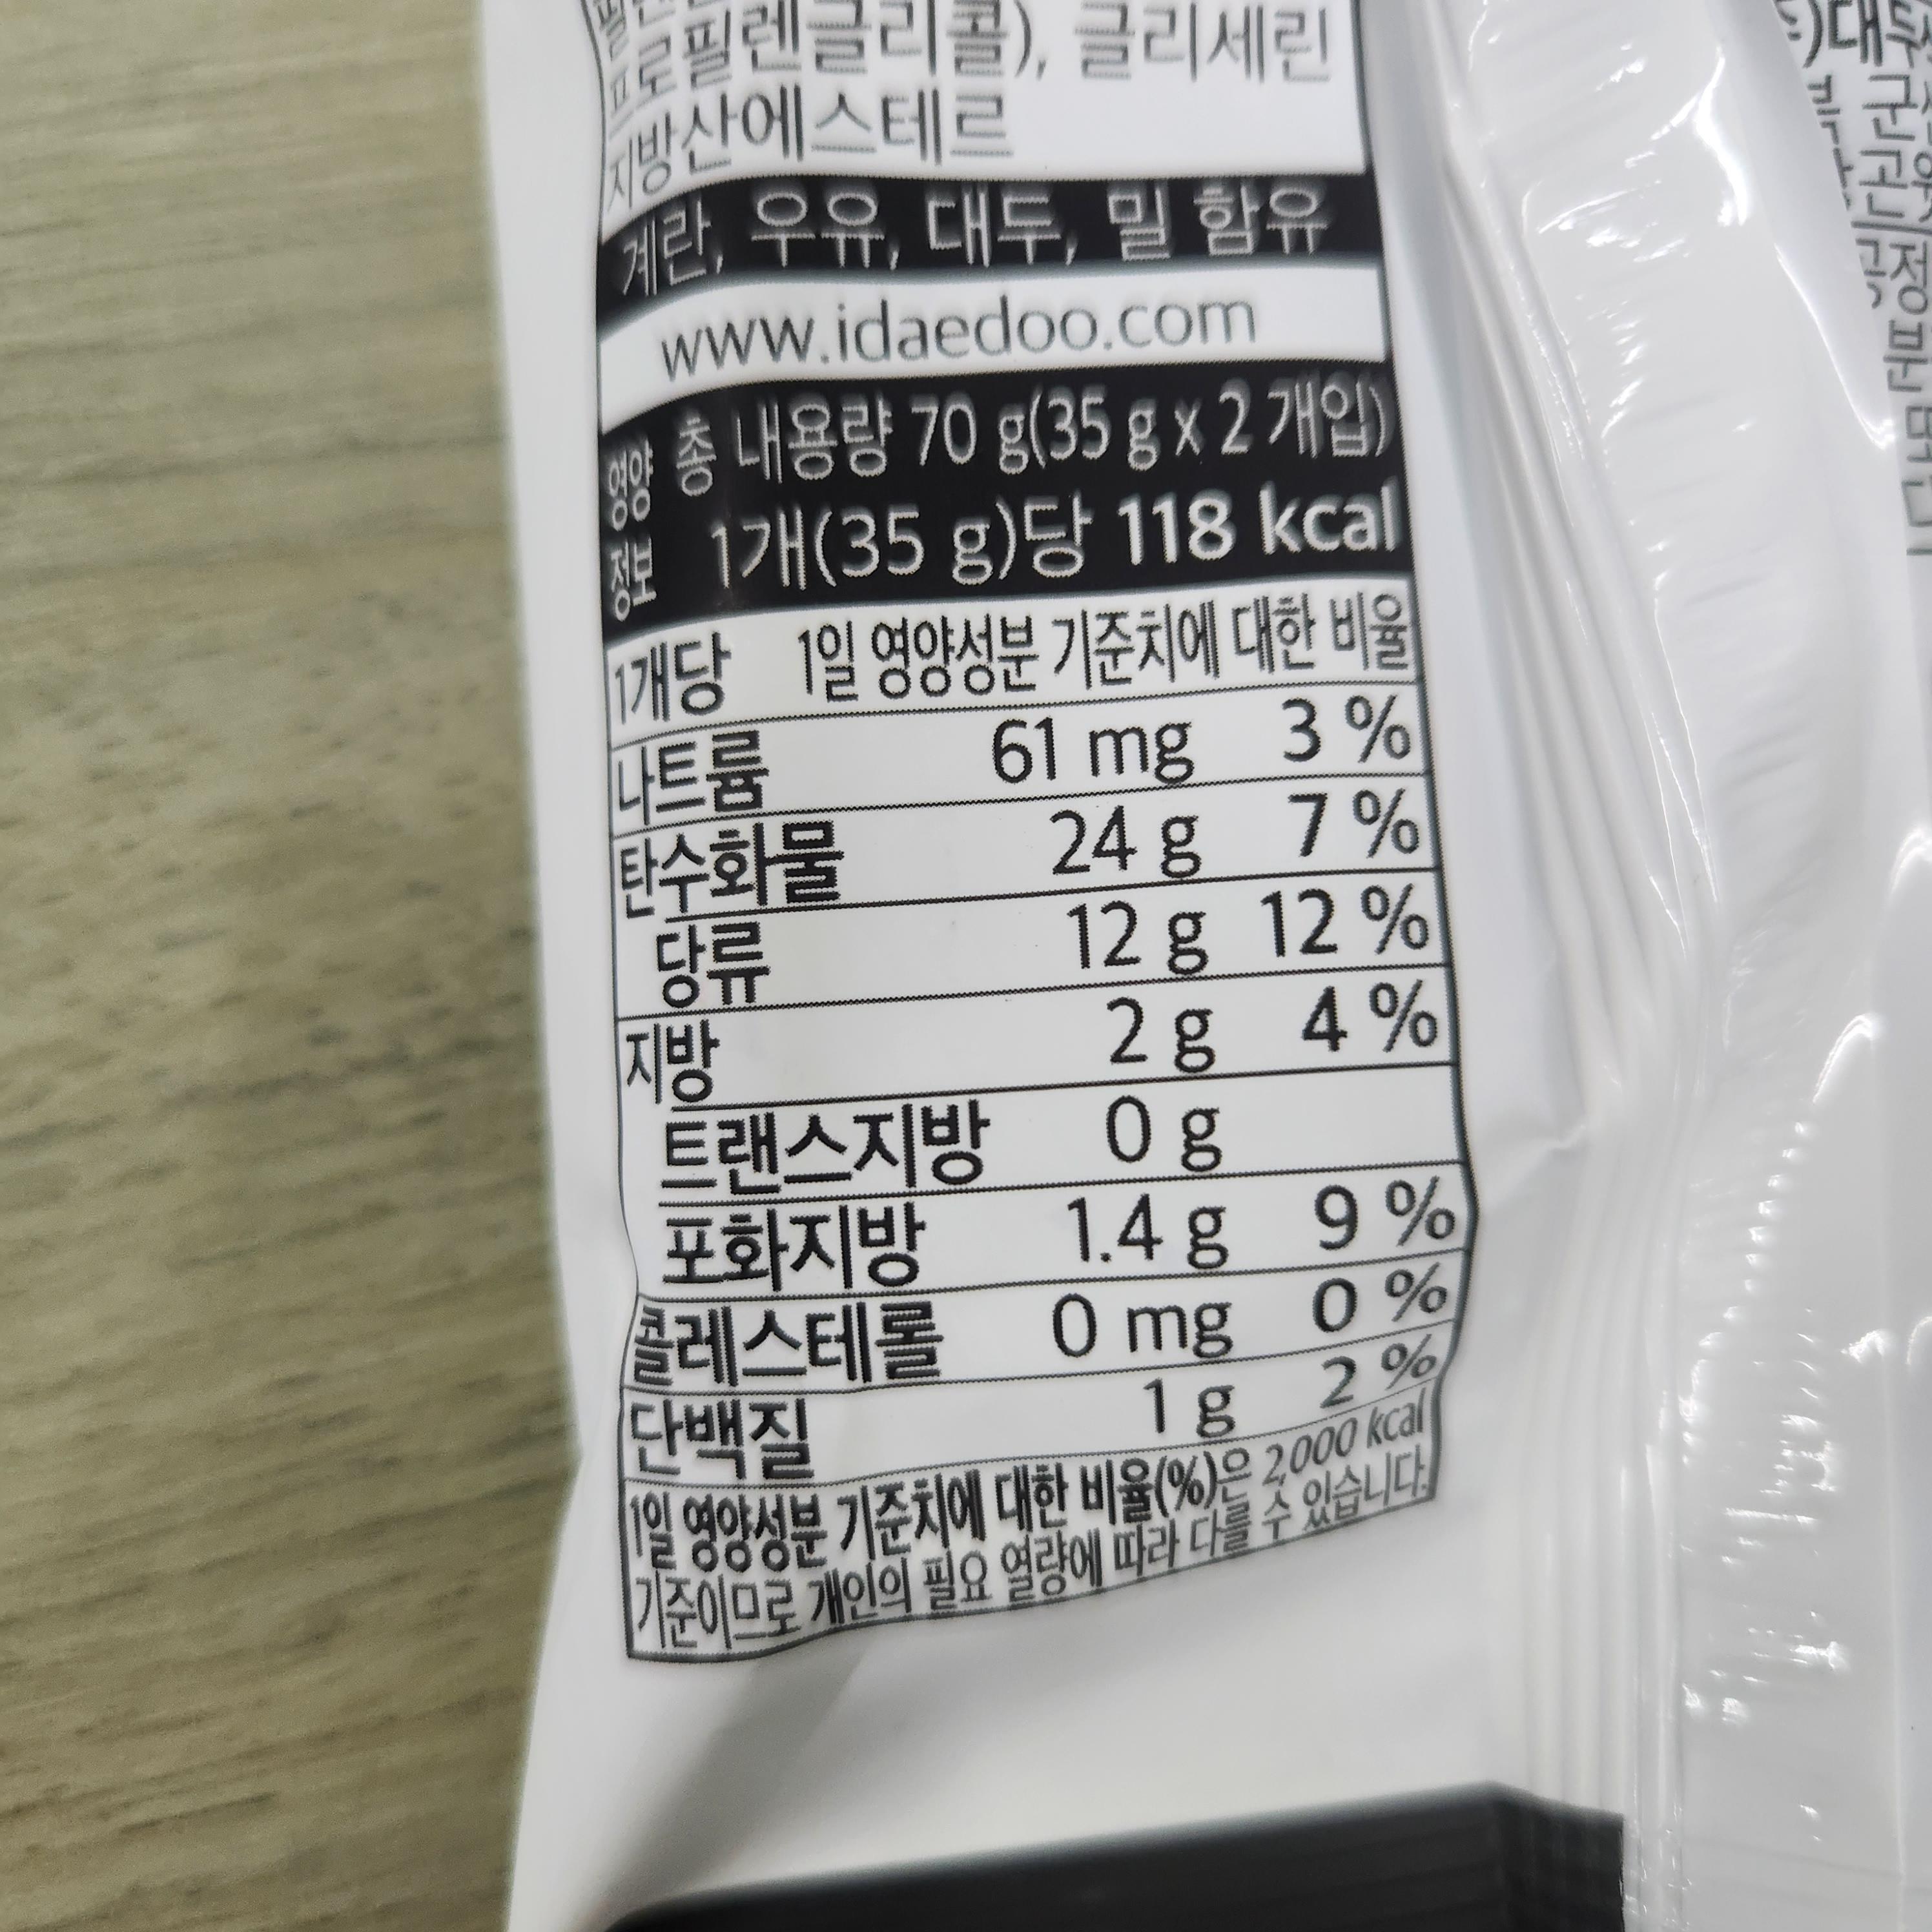 프로필렌글리콜), 글리세린
지방산에스테르
계란, 우유, 대두, 밀 함유
www.idaedoo.com
영양정보
총 내용량 70 g(35 g x 2 개입)
1개(35 g)당 118 kcal
1개당 1일 영양성분 기준치에 대한 비율
나트륨 61 mg 3 %
탄수화물 24 g 7 %
당류 12 g 12 %
지방 2 g 4 %
트랜스지방 0 g
포화지방 1.4 g 9 %
콜레스테롤 0 mg 0 %
단백질 1 g 2 %
1일 영양성분 기준치에 대한 비율(%)은 2,000 kcal
기준이므로 개인의 필요 열량에 따라 다를 수 있습니다.